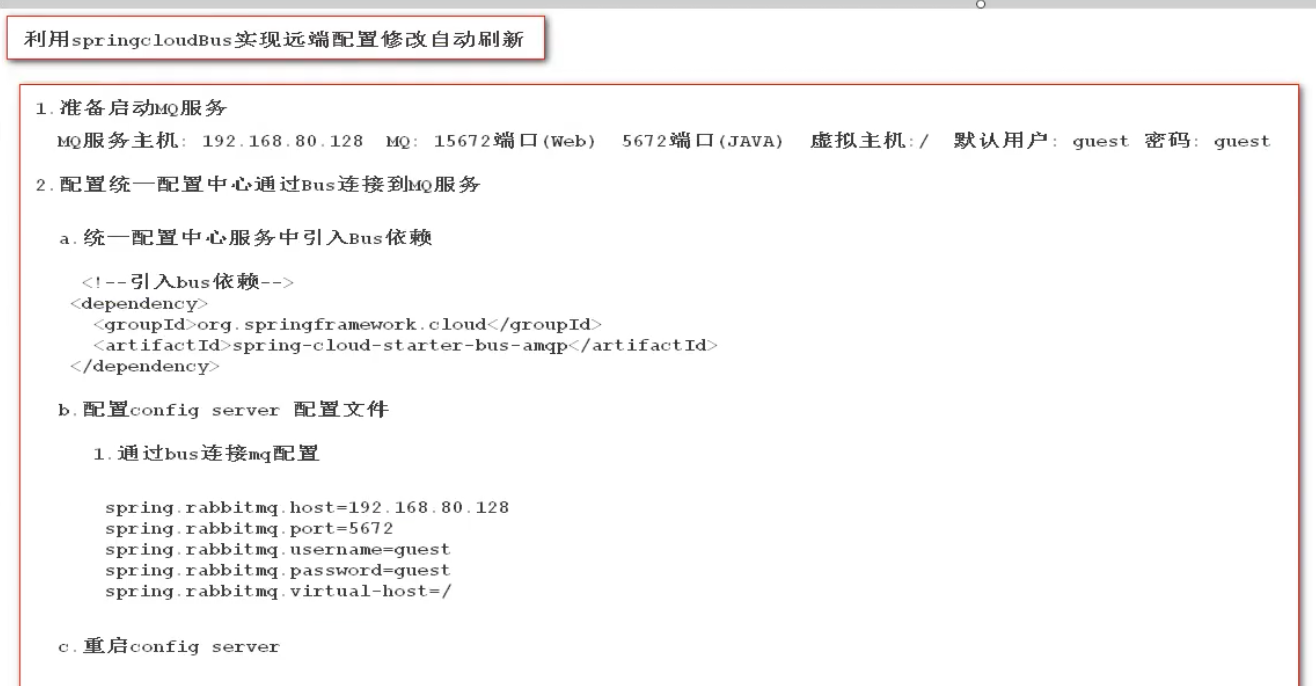 利用springcloudBus实现远端配置修改自动刷新
1.准备启动MQ服务
MQ服务主机: 192.168.80.128 MQ: 15672端口(Web) 5672端口(JAVA) 虚拟主机:/ 默认用户: guest 密码: guest
2.配置统一配置中心通过Bus连接到MQ服务
a.统一配置中心服务中引入Bus依赖
<!--引入bus依赖-->
<dependency>
<groupId>org.springframework.cloud</groupId>
<artifactId>spring-cloud-starter-bus-amqp</artifactId>
</dependency>
b.配置config server 配置文件
1.通过bus连接mq配置
spring.rabbitmq.host=192.168.80.128
spring.rabbitmq.port=5672
spring.rabbitmq.username=guest
spring.rabbitmq.password=guest
spring.rabbitmq.virtual-host=/
c.重启config server